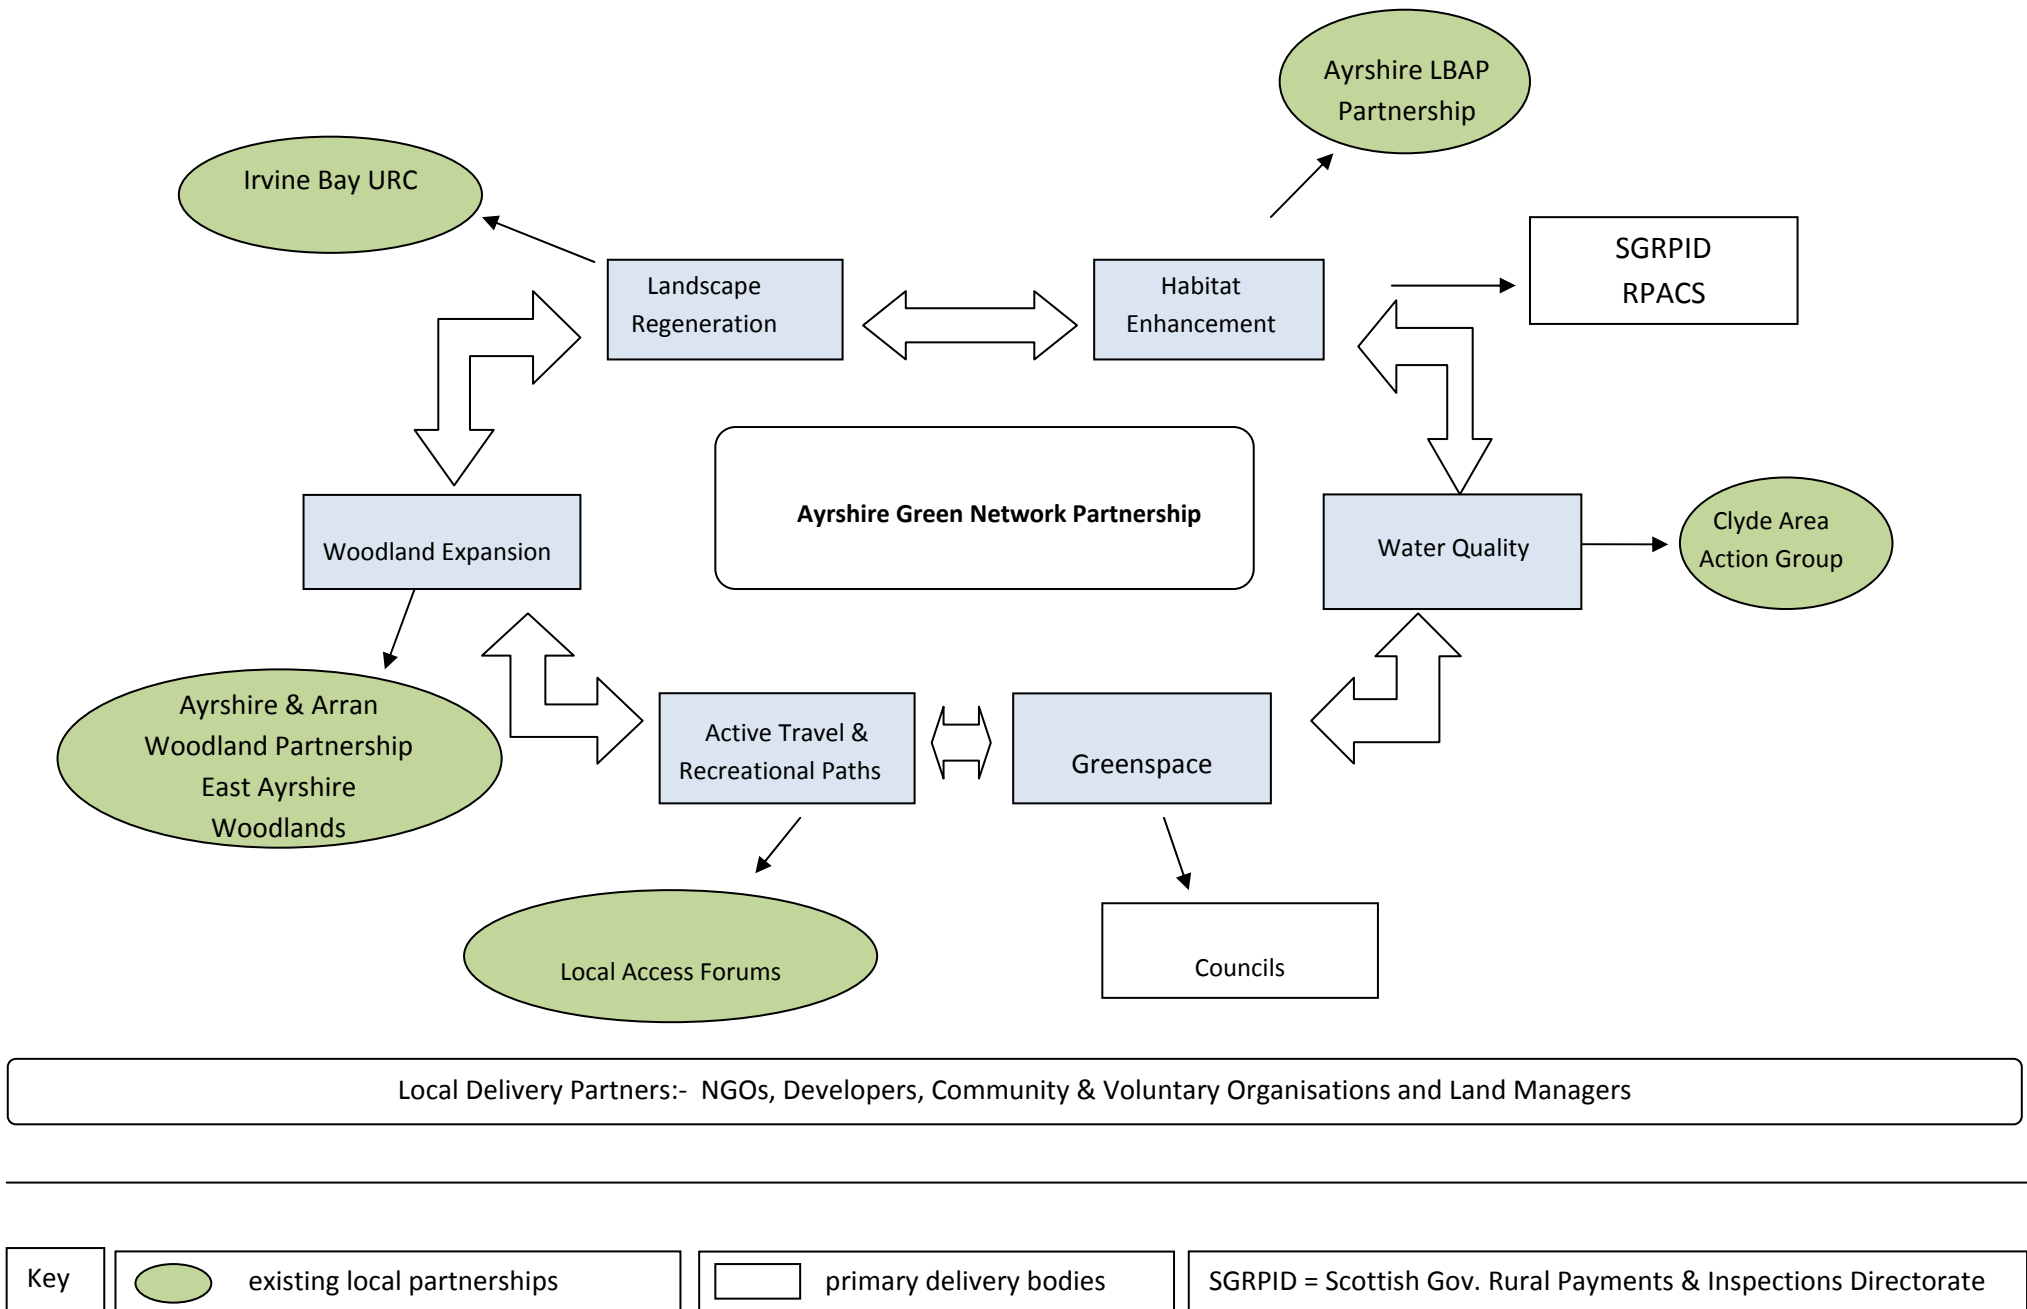 Ayrshire LBAP
Partnership
Irvine Bay URC
SGRPID
RPACS
Landscape
Regeneration
Habitat
Enhancement
Ayrshire Green Network Partnership
Woodland Expansion
Water Quality
Clyde Area
Action Group
Ayrshire & Arran
Woodland Partnership
East Ayrshire
Woodlands
Active Travel &
Recreational Paths
Greenspace
Local Access Forums
Councils
Local Delivery Partners:- NGOs, Developers, Community & Voluntary Organisations and Land Managers
Key
existing local partnerships
primary delivery bodies
SGRPID = Scottish Gov. Rural Payments & Inspections Directorate